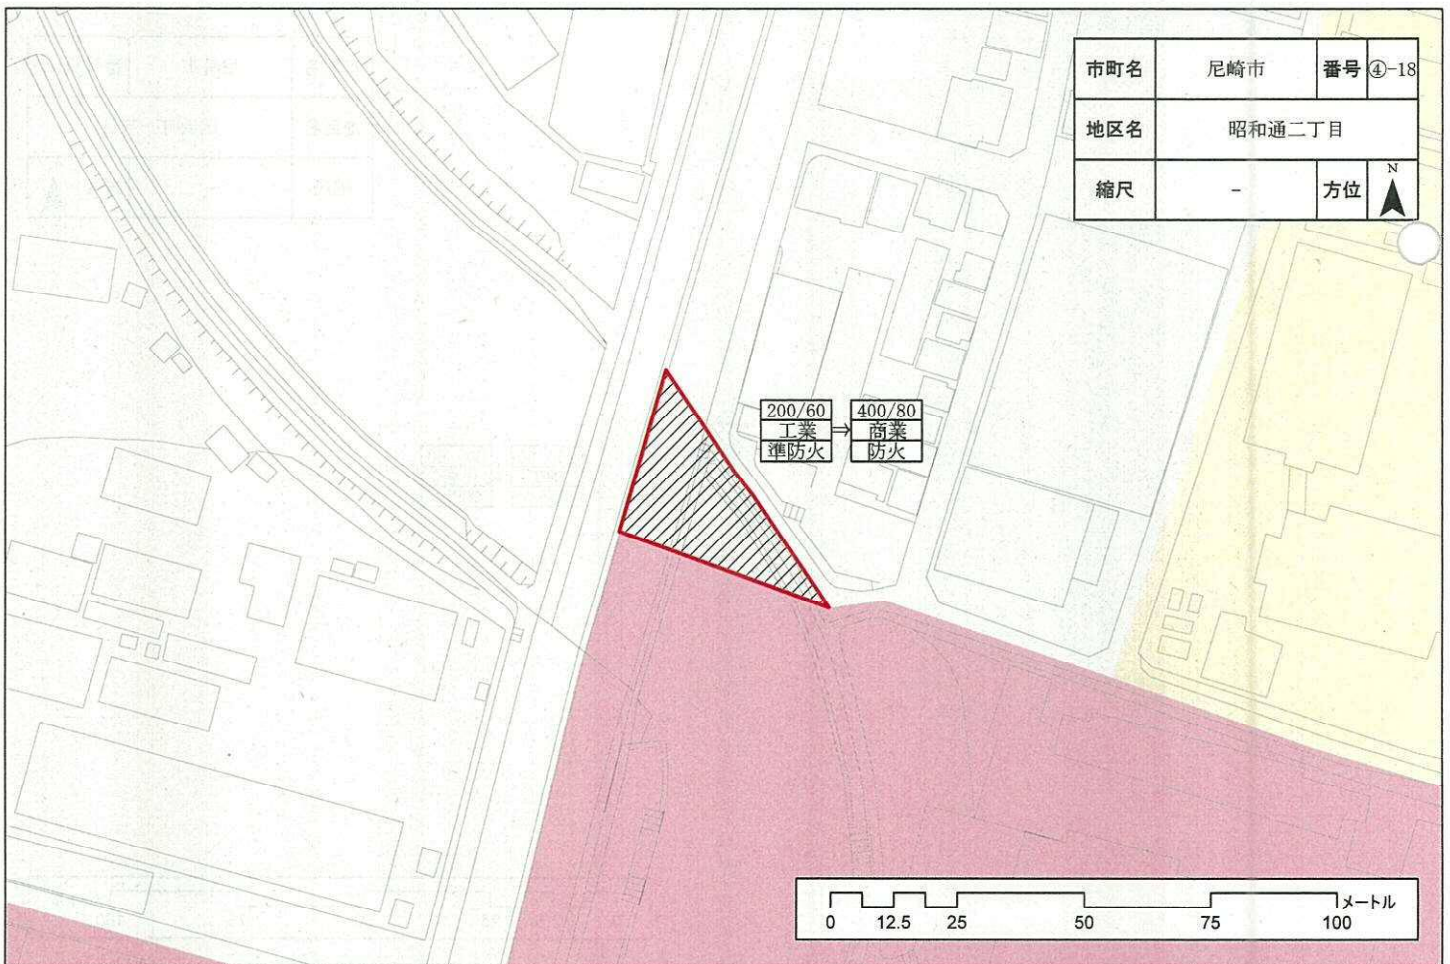 市町名 尼崎市 番号 ④-18
地区名 昭和通二丁目
縮尺 - 方位 N
200/60 400/80
工業 ⇒ 商業
準防火 防火
メートル
0 12.5 25 50 75 100